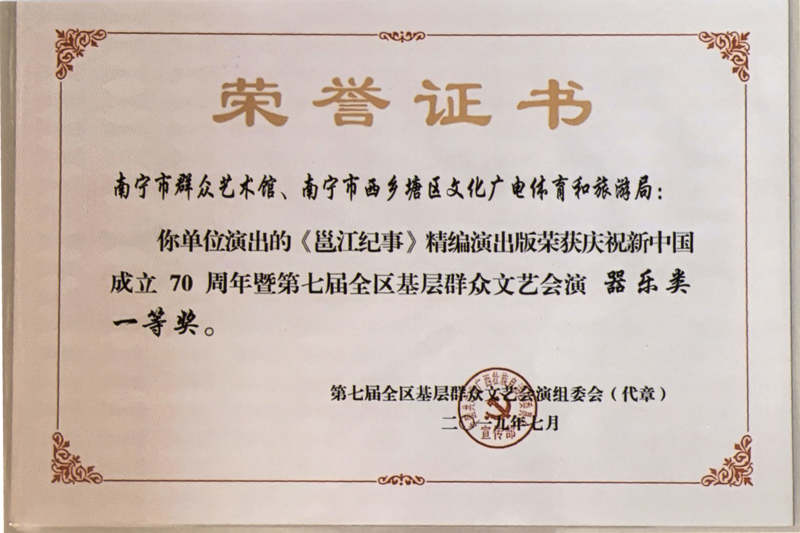 荣誉证书
南宁市群众艺术馆、南宁市西乡塘区文化广电体育和旅游局：
你单位演出的《邕江纪事》精编演出版荣获庆祝新中国
成立 70 周年暨第七届全区基层群众文艺会演 器乐类
一等奖。
第七届全区基层群众文艺会演组委会（代章）
二〇一九年七月
宣传部